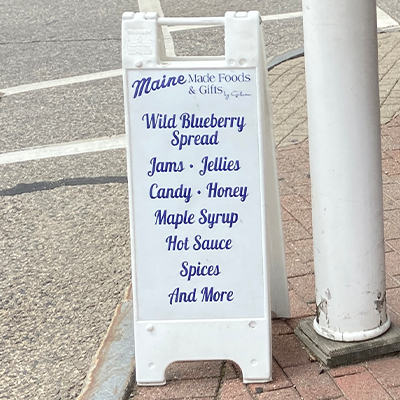 Maine Made Foods
& Gifts
Wild Blueberry
Spread
Jams • Jellies
Candy • Honey
Maple Syrup
Hot Sauce
Spices
And More